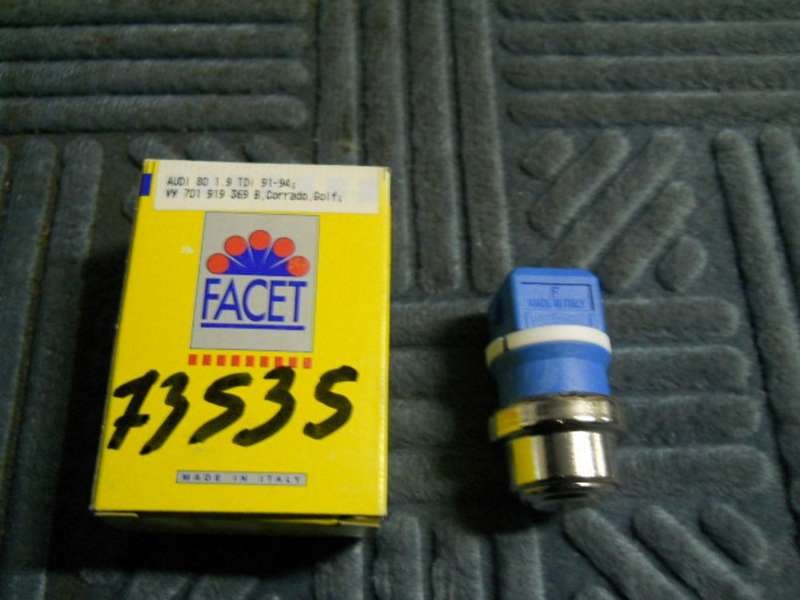 AUDI 80 1.9 TDI 91-94;
VW 701 919 369 B,Corrado,Golf;
FACET
73535
MADE IN ITALY
F
MADE IN ITALY